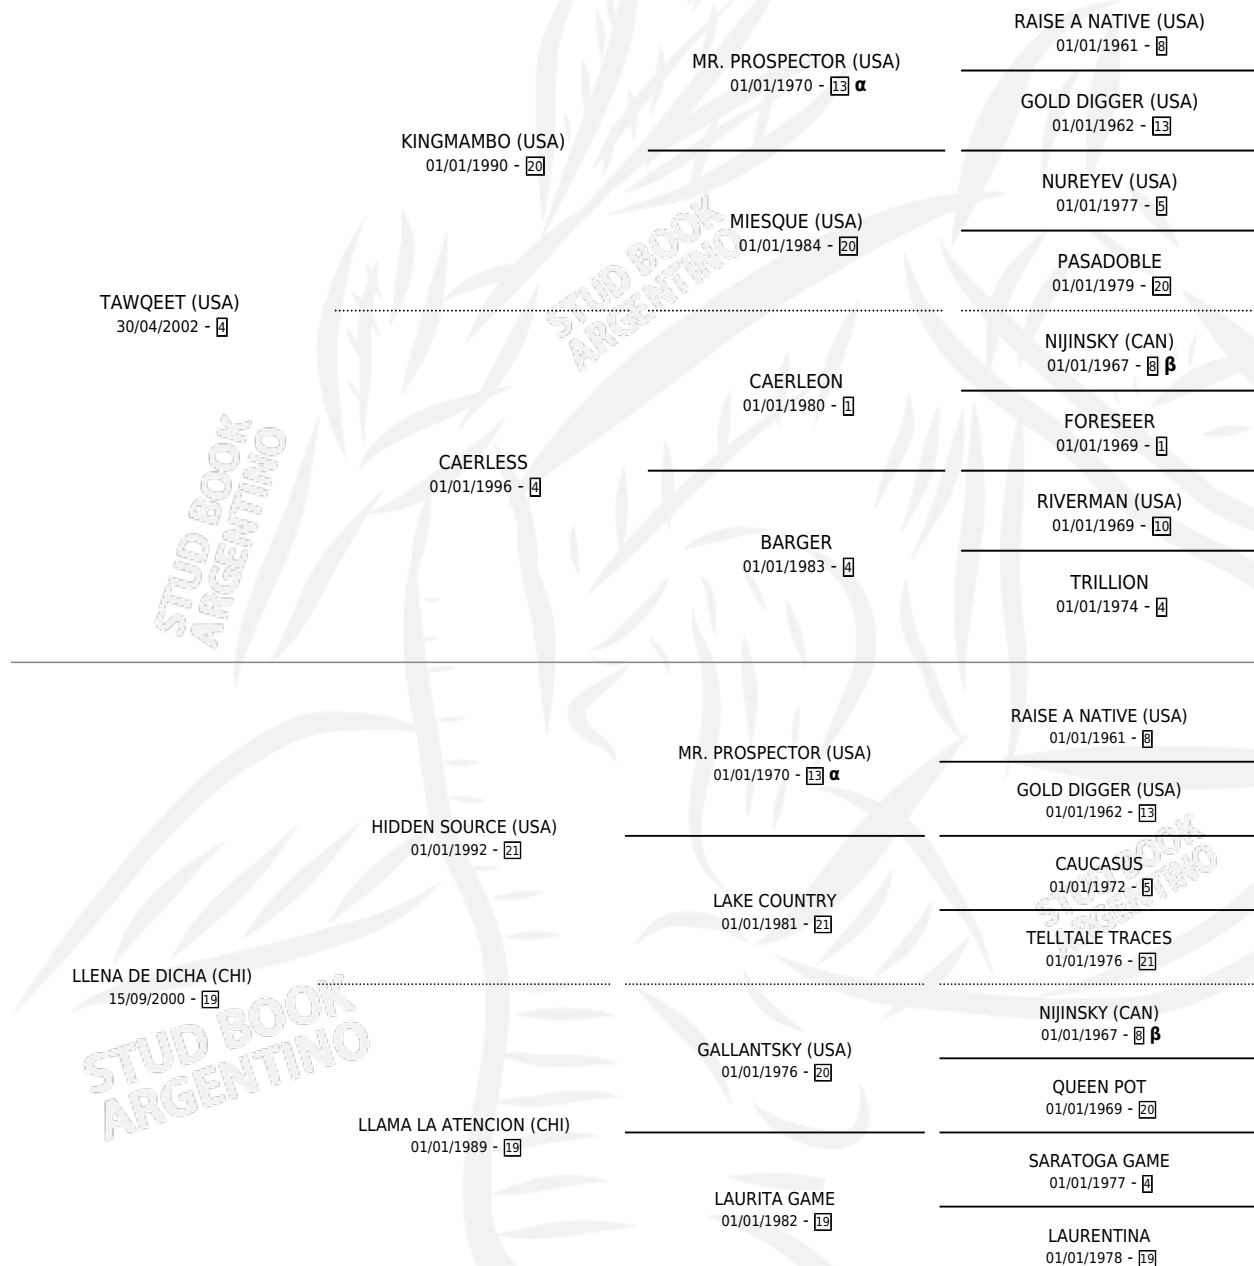 RAISE A NATIVE (USA)
01/01/1961 - 8
MR. PROSPECTOR (USA)
01/01/1970 - 13 α
GOLD DIGGER (USA)
01/01/1962 - 13
KINGMAMBO (USA)
01/01/1990 - 20
NUREYEV (USA)
01/01/1977 - 5
MIESQUE (USA)
01/01/1984 - 20
PASADOBLE
01/01/1979 - 20
TAWQEET (USA)
30/04/2002 - 4
NIJINSKY (CAN)
01/01/1967 - 8 β
CAERLEON
01/01/1980 - 1
FORESEER
01/01/1969 - 1
CAERLESS
01/01/1996 - 4
RIVERMAN (USA)
01/01/1969 - 10
BARGER
01/01/1983 - 4
TRILLION
01/01/1974 - 4
STUD BOOK
ARGENTINO
STUD BOOK
ARGENTINO
RAISE A NATIVE (USA)
01/01/1961 - 8
MR. PROSPECTOR (USA)
01/01/1970 - 13 α
GOLD DIGGER (USA)
01/01/1962 - 13
HIDDEN SOURCE (USA)
01/01/1992 - 21
CAUCASUS
01/01/1972 - 5
LAKE COUNTRY
01/01/1981 - 21
TELLTALE TRACES
01/01/1976 - 21
LLENA DE DICHA (CHI)
15/09/2000 - 19
NIJINSKY (CAN)
01/01/1967 - 8 β
GALLANTSKY (USA)
01/01/1976 - 20
QUEEN POT
01/01/1969 - 20
LLAMA LA ATENCION (CHI)
01/01/1989 - 19
SARATOGA GAME
01/01/1977 - 4
LAURITA GAME
01/01/1982 - 19
LAURENTINA
01/01/1978 - 19
STUD BOOK
ARGENTINO
STUD BOOK
ARGENTINO